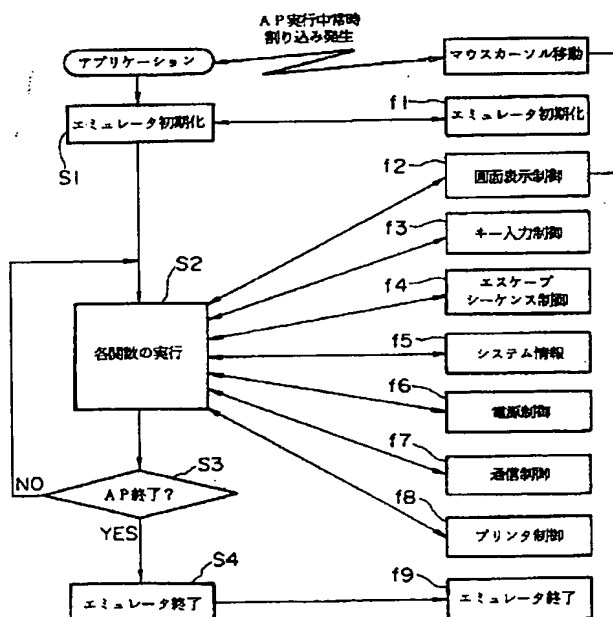 AP実行中常時
割り込み発生
アプリケーション
マウスカーソル移動
エミュレータ初期化
S1
f1
エミュレータ初期化
f2
画面表示制御
f3
キー入力制御
S2
各関数の実行
f4
エスケープ
シーケンス制御
f5
システム情報
f6
電源制御
f7
通信制御
S3
AP終了?
NO
YES
f8
プリンタ制御
S4
エミュレータ終了
f9
エミュレータ終了